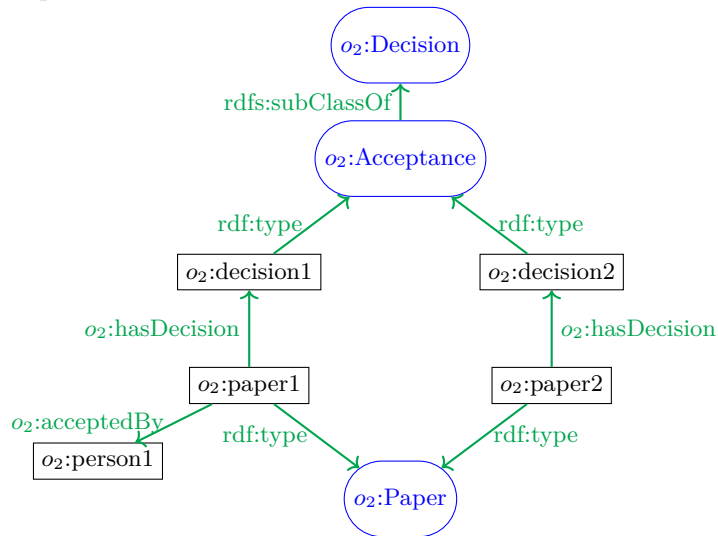 o₂:Decision
rdfs:subClassOf
o₂:Acceptance
rdf:type
rdf:type
o₂:decision1
o₂:decision2
o₂:hasDecision
o₂:hasDecision
o₂:paper1
o₂:paper2
o₂:acceptedBy
rdf:type
rdf:type
o₂:person1
o₂:Paper